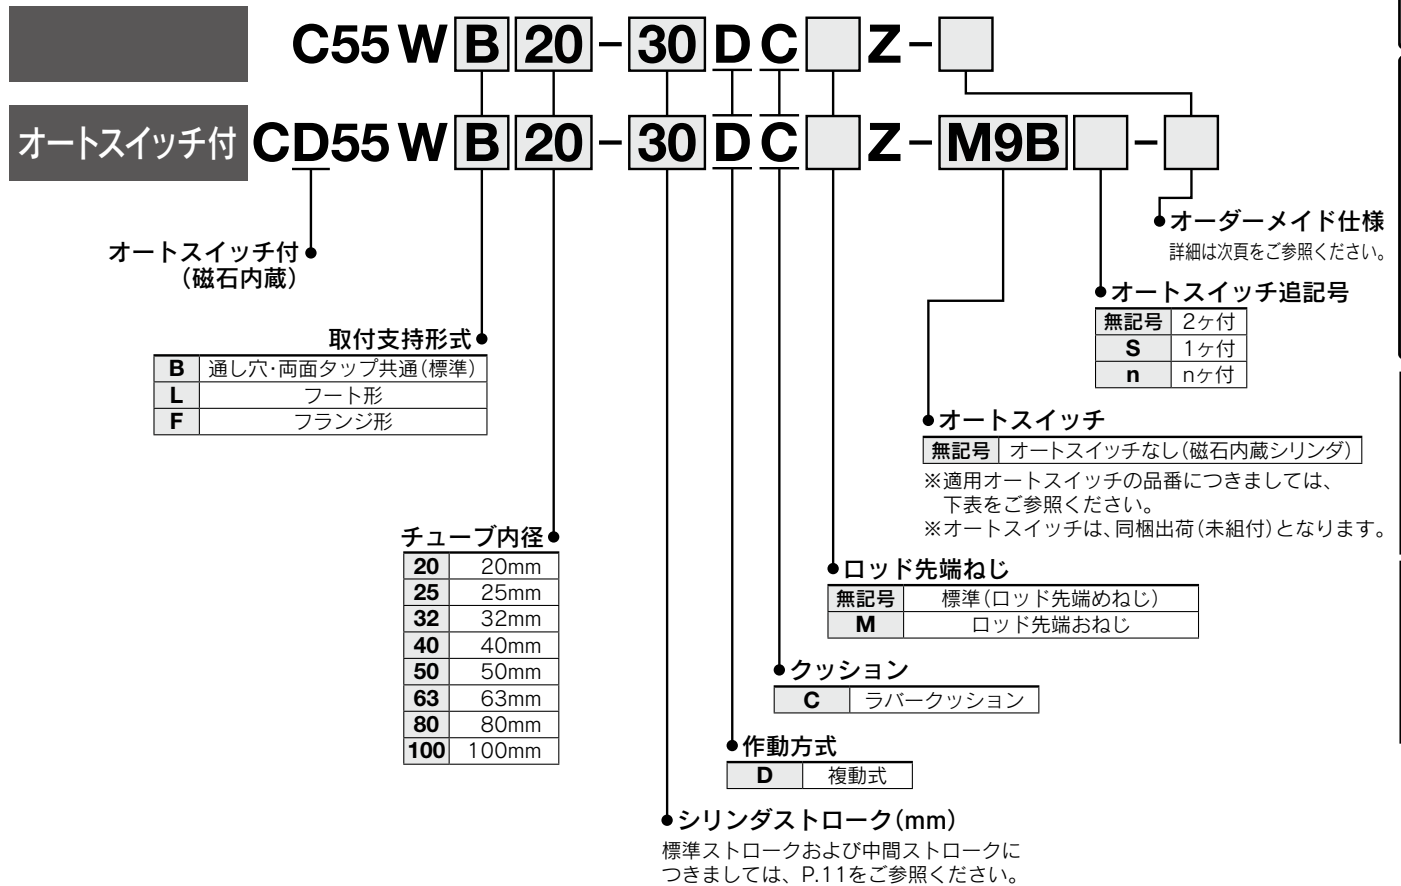 C55WB20-30DCZ-
オートスイッチ付 CD55WB20-30DCZ-M9B-
オートスイッチ付
(磁石内蔵)
取付支持形式
B 通し穴・両面タップ共通(標準)
L フート形
F フランジ形
チューブ内径
20 20mm
25 25mm
32 32mm
40 40mm
50 50mm
63 63mm
80 80mm
100 100mm
オーダーメイド仕様
詳細は次頁をご参照ください。
オートスイッチ追記号
無記号 2ヶ付
S 1ヶ付
n nヶ付
オートスイッチ
無記号 オートスイッチなし(磁石内蔵シリンダ)
※適用オートスイッチの品番につきましては、
下表をご参照ください。
※オートスイッチは、同梱出荷(未組付)となります。
ロッド先端ねじ
無記号 標準(ロッド先端めねじ)
M ロッド先端おねじ
クッション
C ラバークッション
作動方式
D 複動式
シリンダストローク(mm)
標準ストロークおよび中間ストロークに
つきましては、P.11をご参照ください。